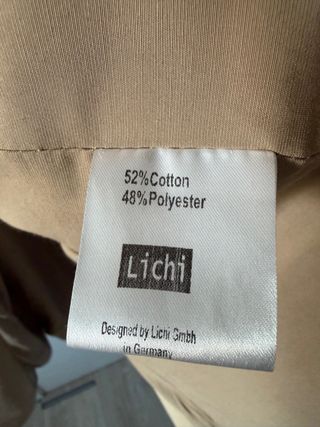 52%Cotton
48%Polyester
Lichi
Designed by Lichi Gmbh
in Germany